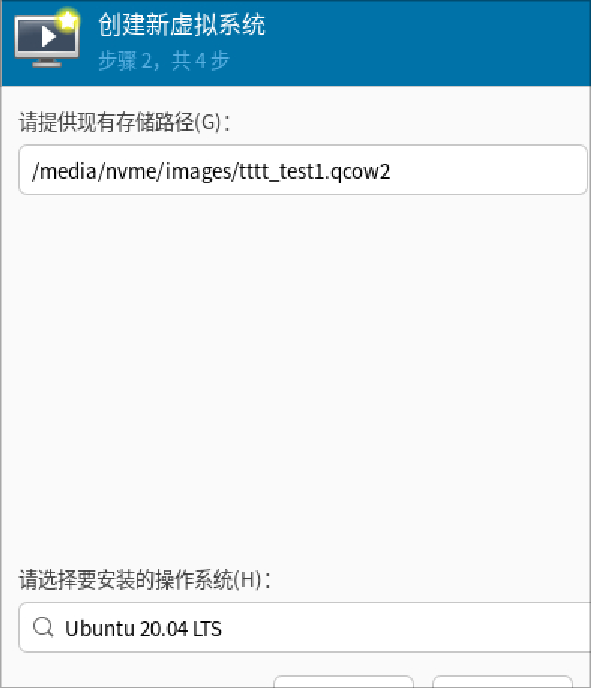 创建新虚拟系统
步骤 2，共 4 步
请提供现有存储路径(G)：
/media/nvme/images/tttt_test1.qcow2
请选择要安装的操作系统(H)：
Ubuntu 20.04 LTS